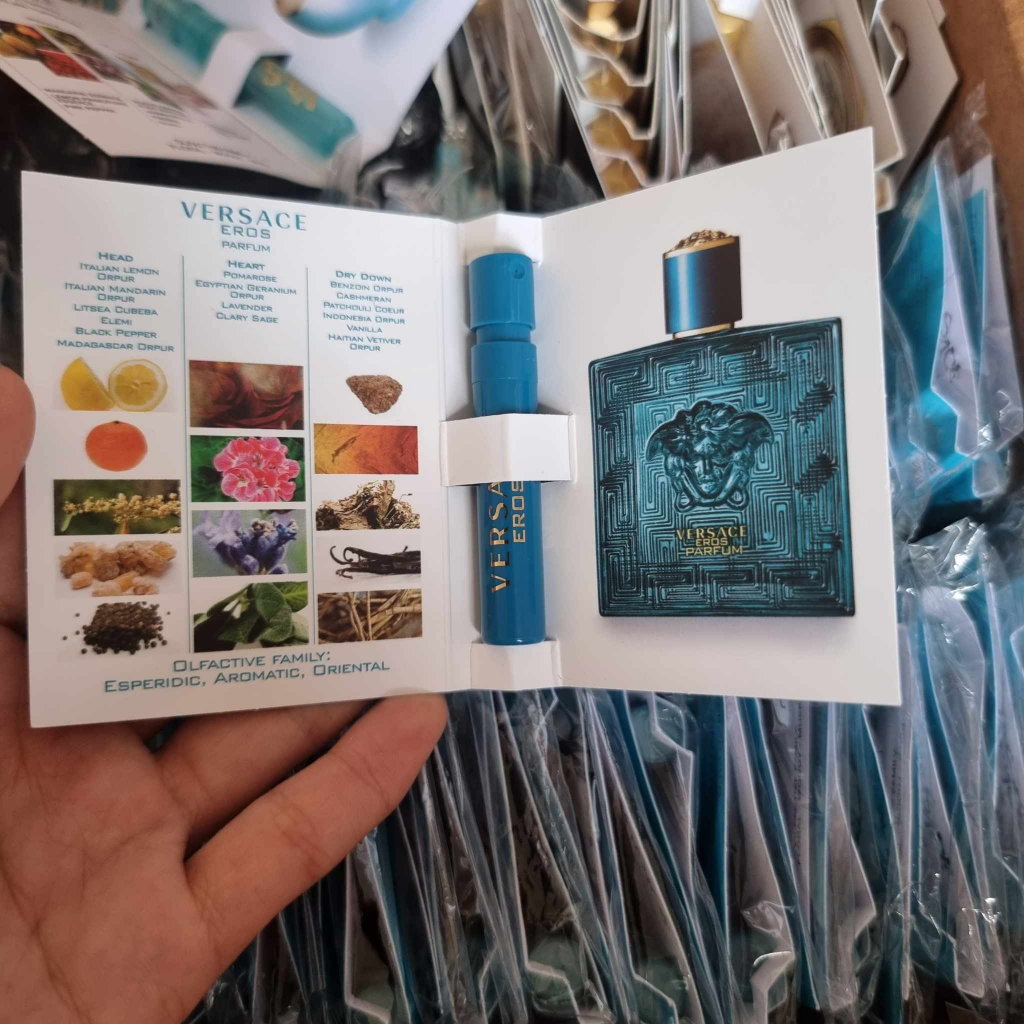 VERSACE
EROS
PARFUM
HEAD
ITALIAN LEMON
ORPUR
ITALIAN MANDARIN
ORPUR
LITSEA CUBEBA
ELEMI
BLACK PEPPER
MADAGASCAR ORPUR
HEART
POMAROSE
EGYPTIAN GERANIUM
ORPUR
LAVENDER
CLARY SAGE
DRY DOWN
BENZOIN ORPUR
CASHMERAN
PATCHOULI COEUR
INDONESIA ORPUR
VANILLA
HAITIAN VETIVER
ORPUR
OLFACTIVE FAMILY:
ESPERIDIC, AROMATIC, ORIENTAL
VERSA
EROS
VERSACE
EROS
PARFUM